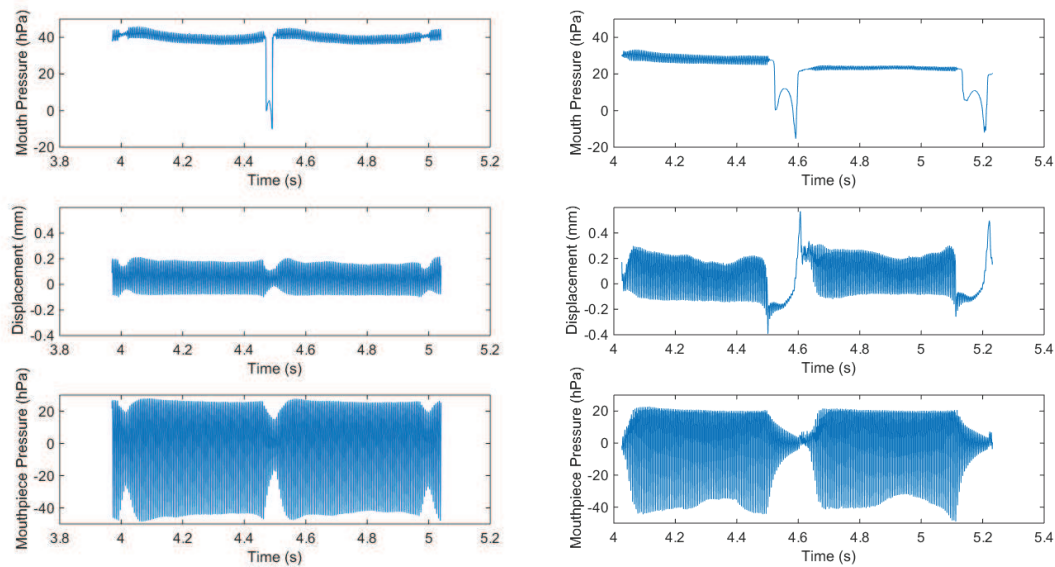 Mouth Pressure (hPa)
40
20
0
-20
3.8 4 4.2 4.4 4.6 4.8 5 5.2
Time (s)
Displacement (mm)
0.4
0.2
0
-0.2
-0.4
3.8 4 4.2 4.4 4.6 4.8 5 5.2
Time (s)
Mouthpiece Pressure (hPa)
20
0
-20
-40
3.8 4 4.2 4.4 4.6 4.8 5 5.2
Time (s)
Mouth Pressure (hPa)
60
40
20
0
-20
4 4.2 4.4 4.6 4.8 5 5.2 5.4
Time (s)
Displacement (mm)
0.4
0.2
0
-0.2
-0.4
4 4.2 4.4 4.6 4.8 5 5.2 5.4
Time (s)
Mouthpiece Pressure (hPa)
20
0
-20
-40
4 4.2 4.4 4.6 4.8 5 5.2 5.4
Time (s)